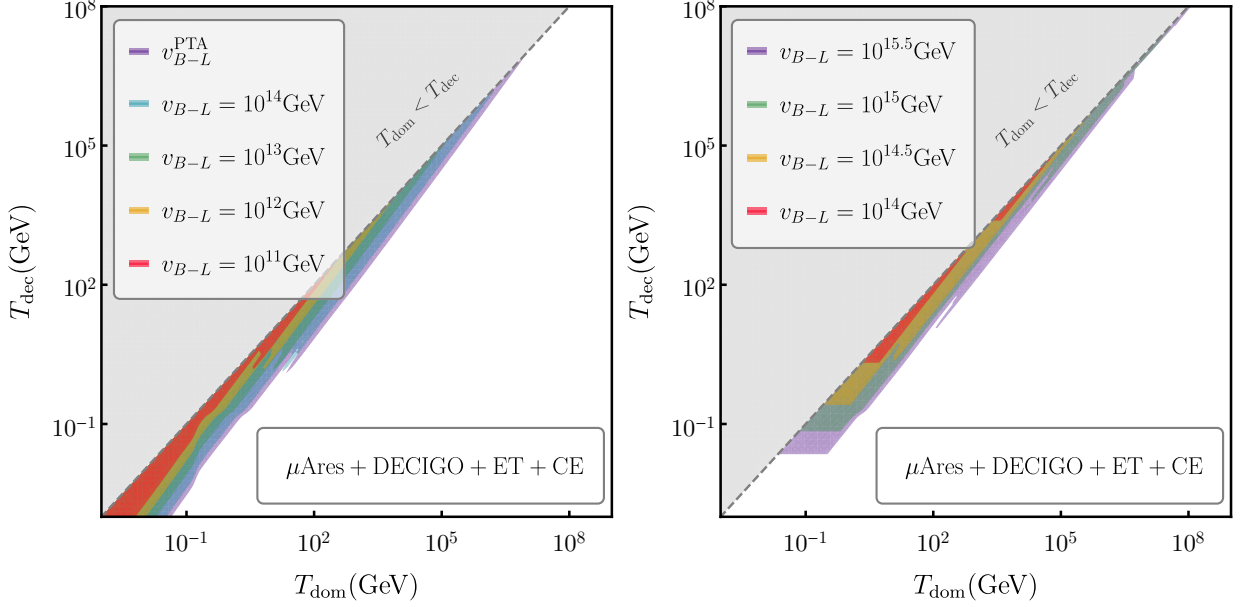 10^8
10^5
10^2
10^{-1}
T_{dec}(GeV)
v_{B-L}^{PTA}
v_{B-L} = 10^{14}GeV
v_{B-L} = 10^{13}GeV
v_{B-L} = 10^{12}GeV
v_{B-L} = 10^{11}GeV
T_{dom} < T_{dec}
μAres + DECIGO + ET + CE
10^{-1} 10^2 10^5 10^8
T_{dom}(GeV)
10^8
10^5
10^2
10^{-1}
T_{dec}(GeV)
v_{B-L} = 10^{15.5}GeV
v_{B-L} = 10^{15}GeV
v_{B-L} = 10^{14.5}GeV
v_{B-L} = 10^{14}GeV
T_{dom} < T_{dec}
μAres + DECIGO + ET + CE
10^{-1} 10^2 10^5 10^8
T_{dom}(GeV)